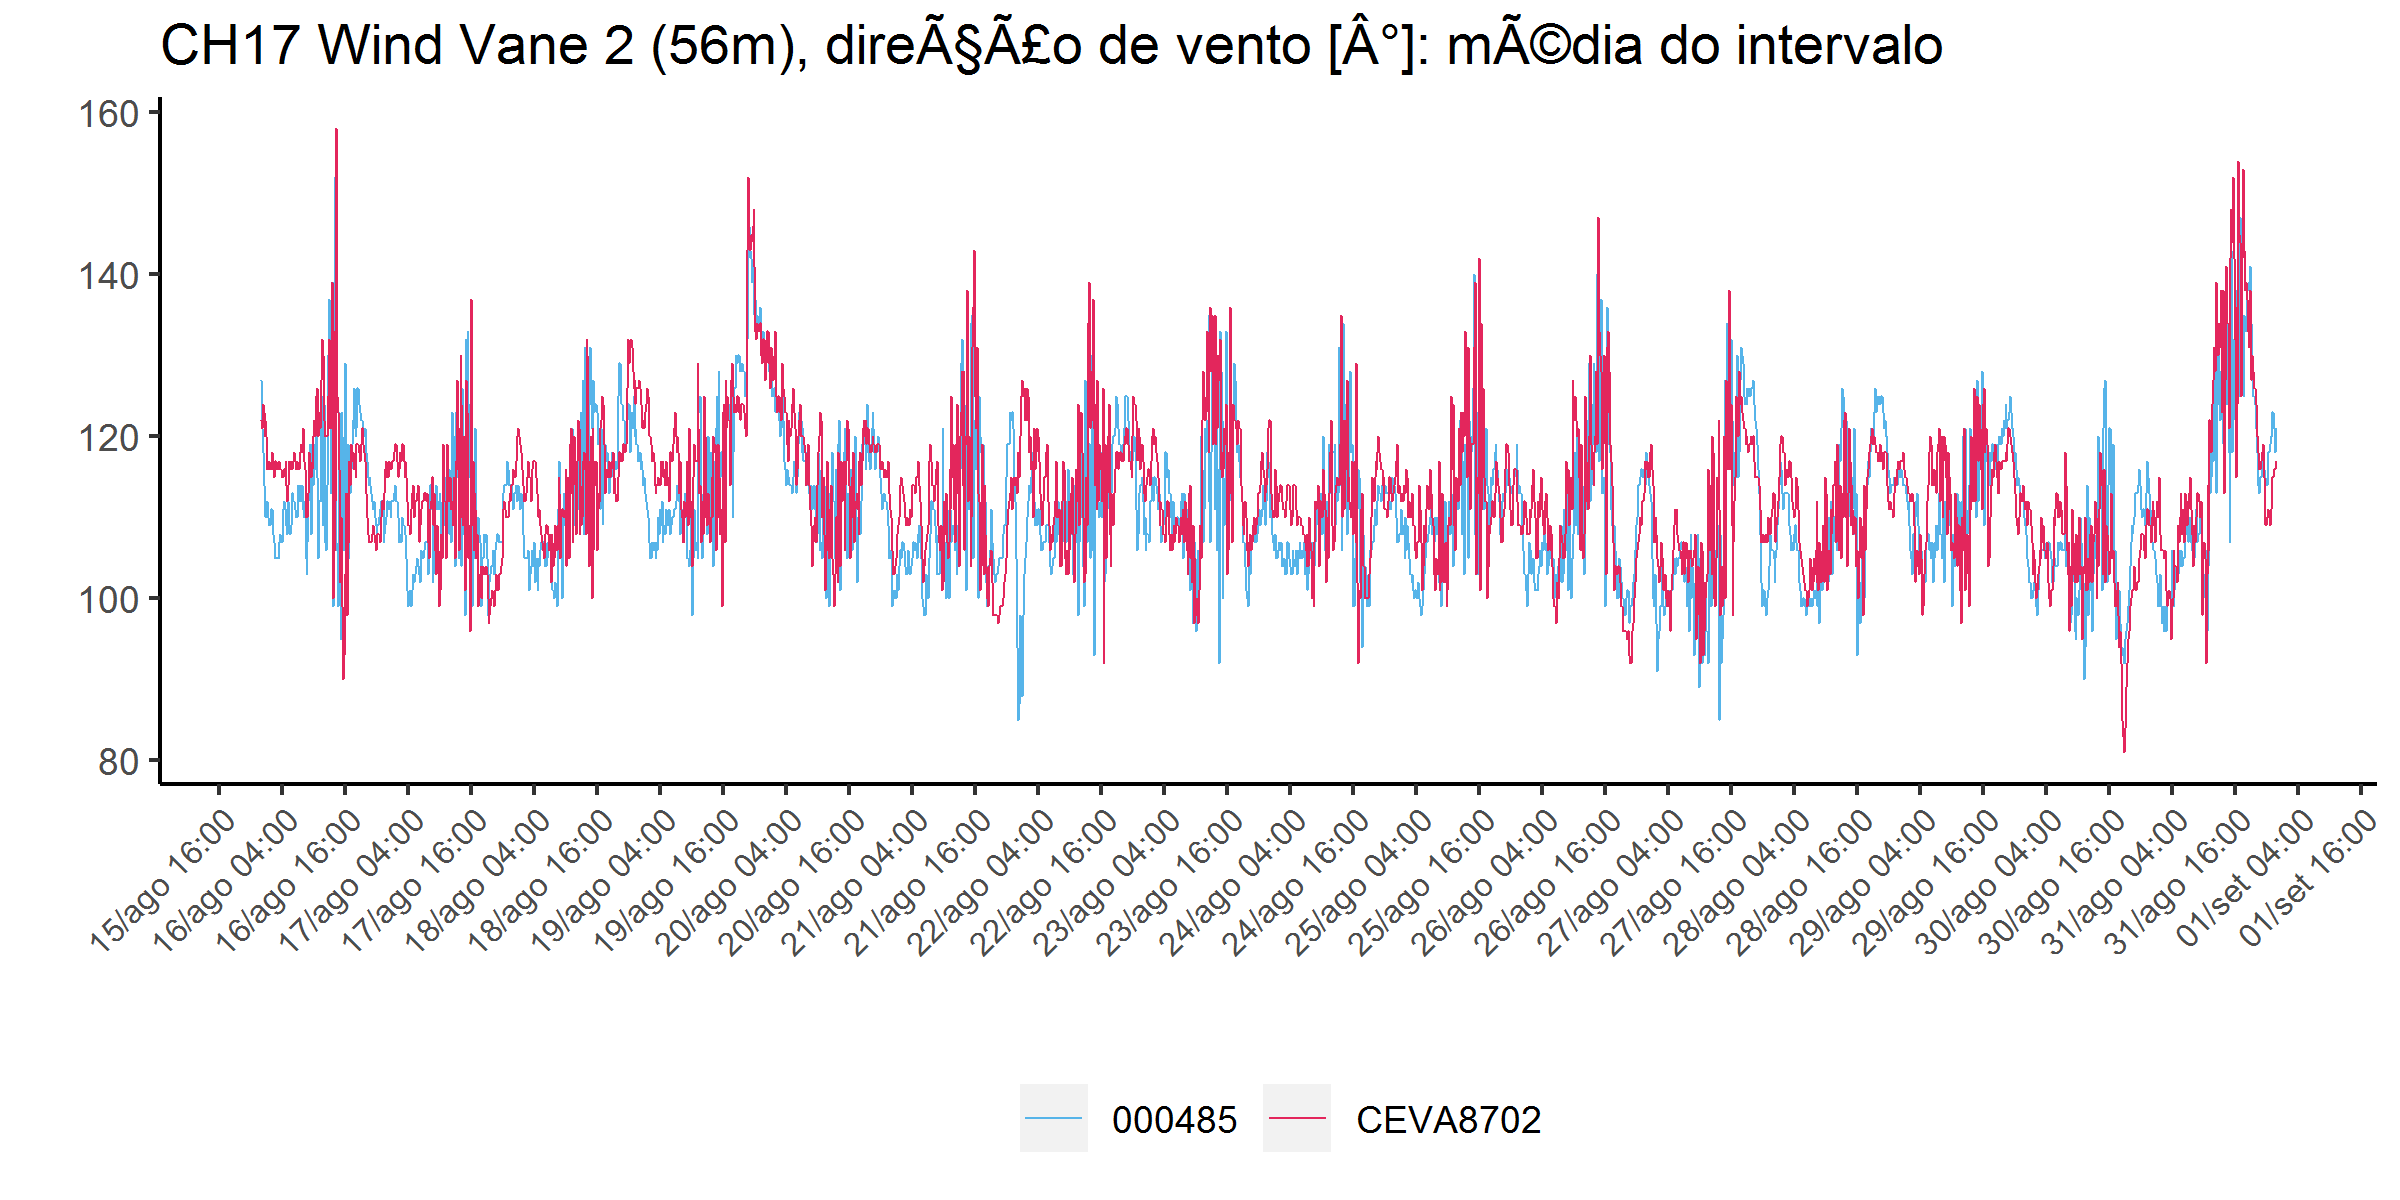 CH17 Wind Vane 2 (56m), direÃ§Ã£o de vento [Â°]: mÃ©dia do intervalo
160
140
120
100
80
15/ago 16:00
16/ago 04:00
16/ago 16:00
17/ago 04:00
17/ago 16:00
18/ago 04:00
18/ago 16:00
19/ago 04:00
19/ago 16:00
20/ago 04:00
20/ago 16:00
21/ago 04:00
21/ago 16:00
22/ago 04:00
22/ago 16:00
23/ago 04:00
23/ago 16:00
24/ago 04:00
24/ago 16:00
25/ago 04:00
25/ago 16:00
26/ago 04:00
26/ago 16:00
27/ago 04:00
27/ago 16:00
28/ago 04:00
28/ago 16:00
29/ago 04:00
29/ago 16:00
30/ago 04:00
30/ago 16:00
31/ago 04:00
31/ago 16:00
01/set 04:00
01/set 16:00
000485
CEVA8702